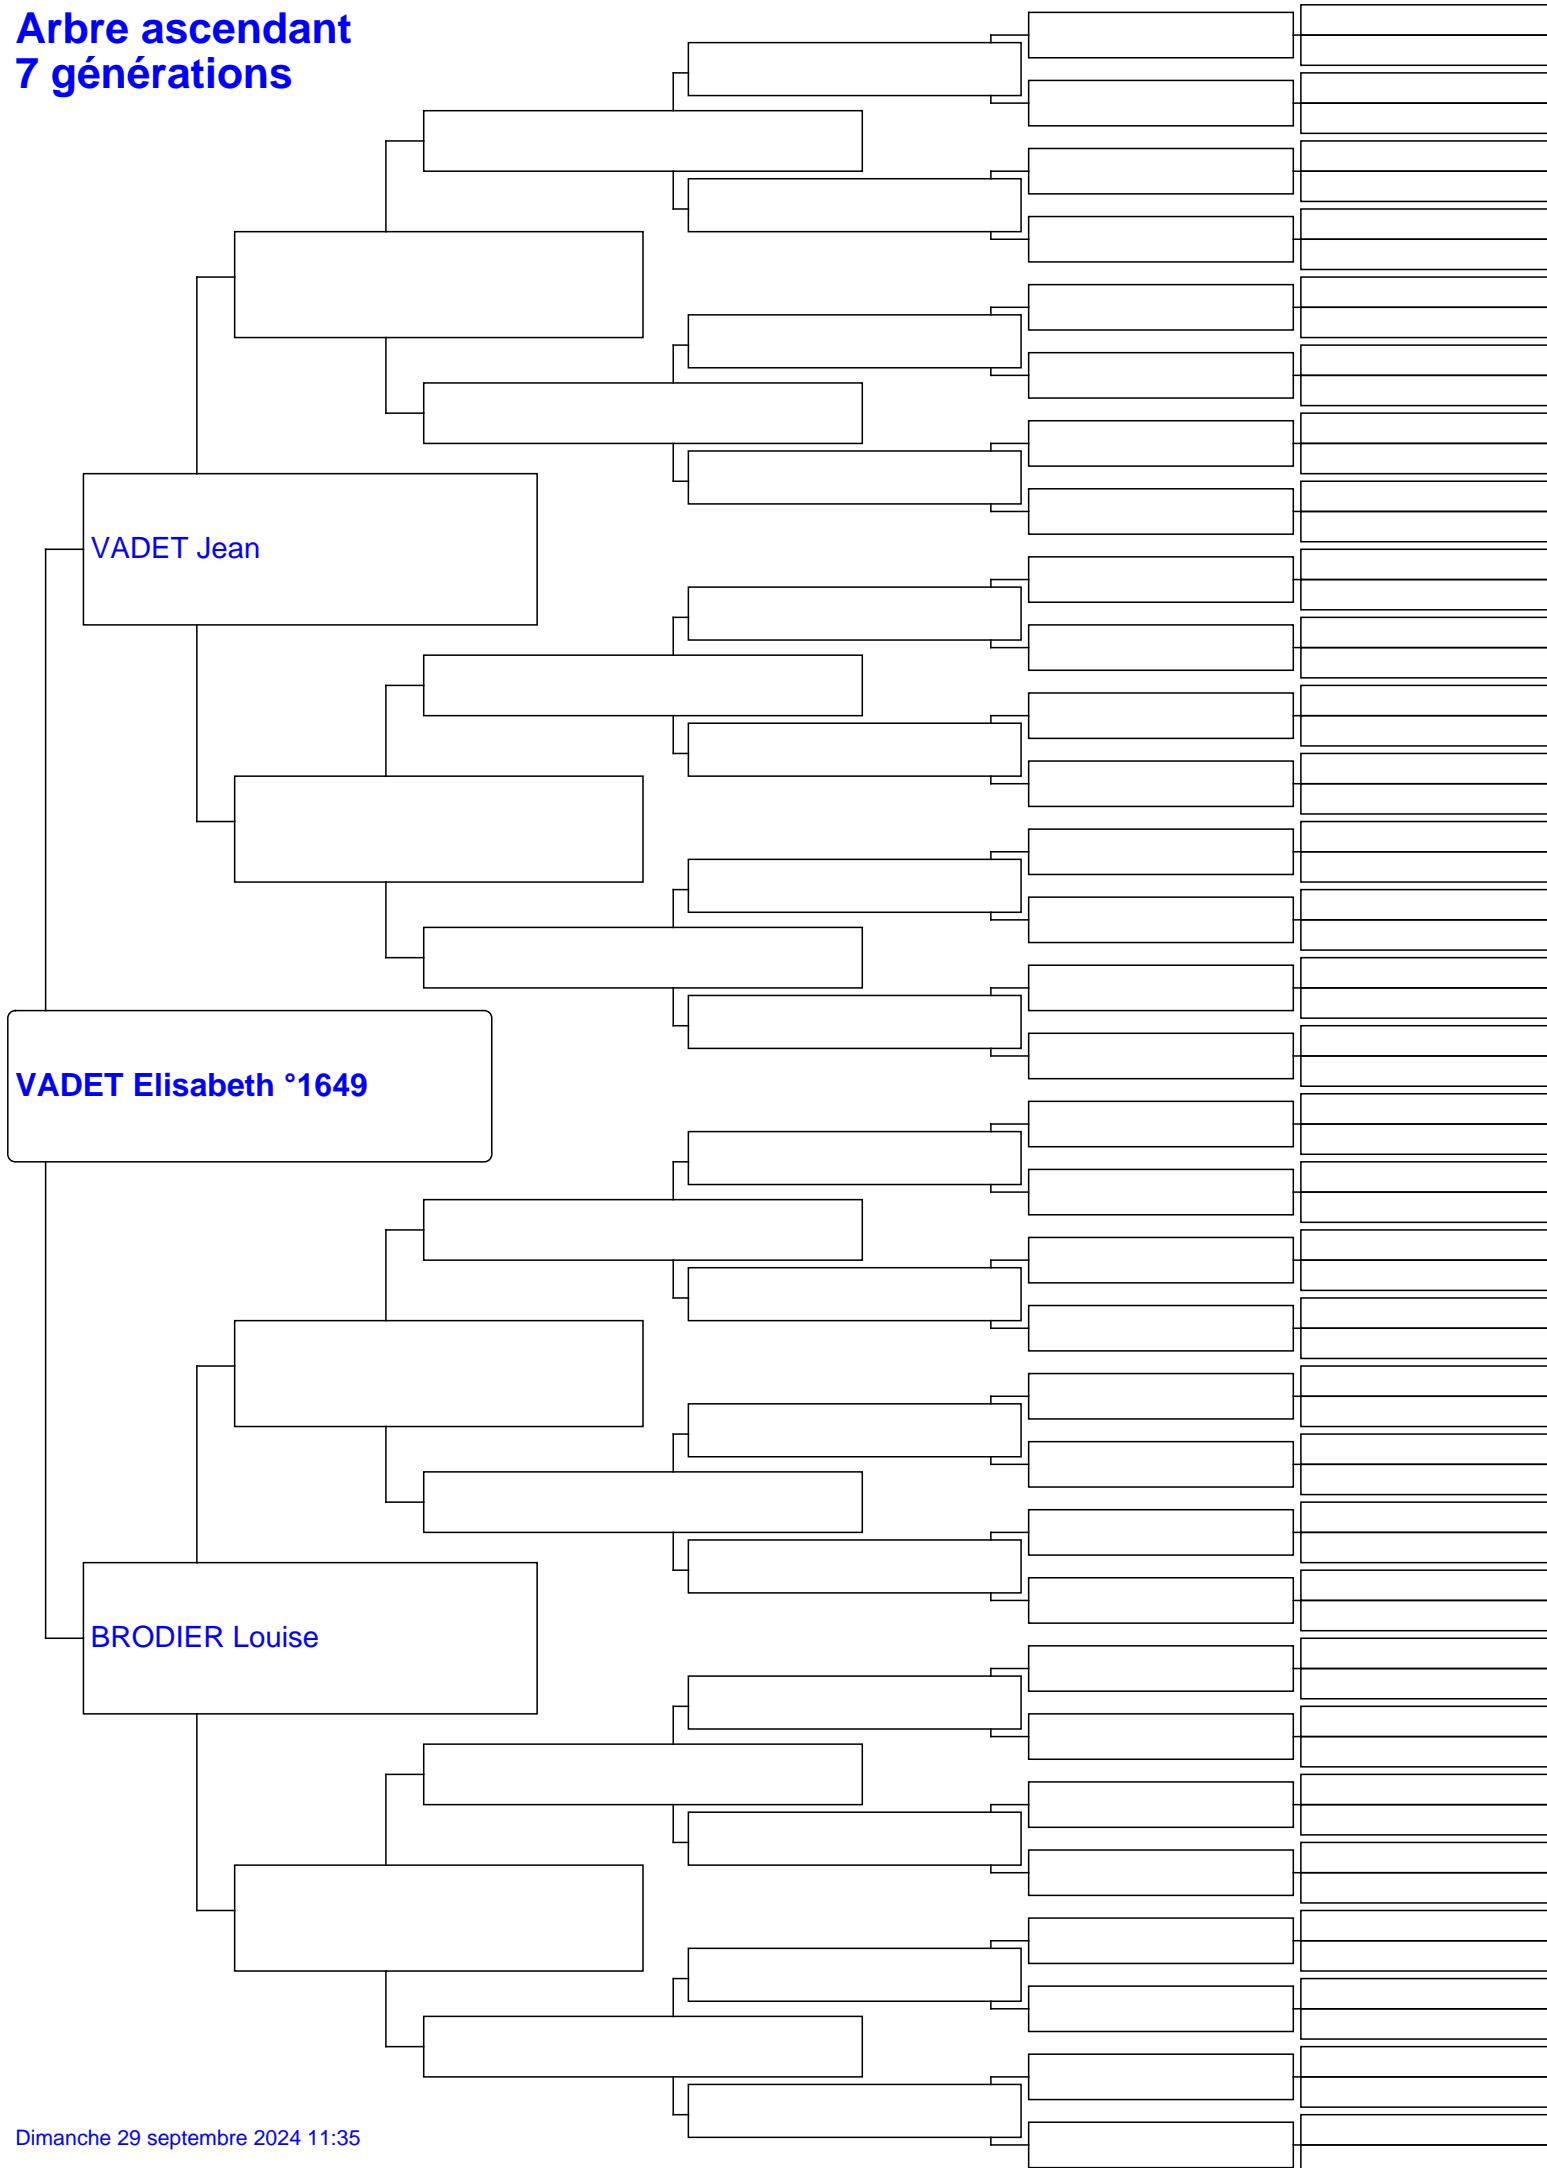 Arbre ascendant
7 générations
VADET Jean
VADET Elisabeth °1649
BRODIER Louise
Dimanche 29 septembre 2024 11:35